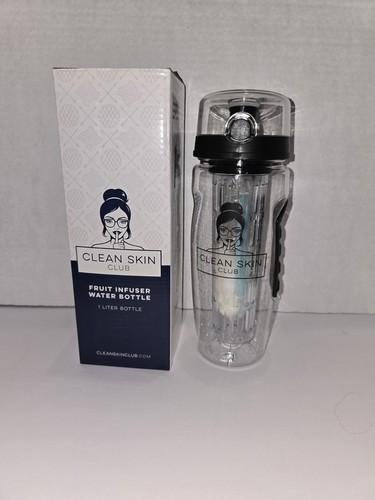 CLEAN SKIN
CLUB
FRUIT INFUSER
WATER BOTTLE
1 LITER BOTTLE
CLEANSKINCLUB.COM
CLEAN SKIN
CLUB